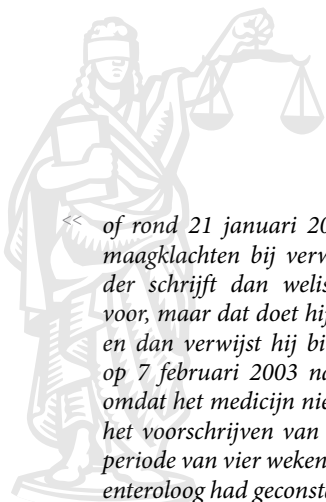 << of rond 21 januari 20
maagklachten bij verw
der schrijft dan welis
voor, maar dat doet hij
en dan verwijst hij bi
op 7 februari 2003 na
omdat het medicijn nie
het voorschrijven van
periode van vier weken
enteroloog had geconst